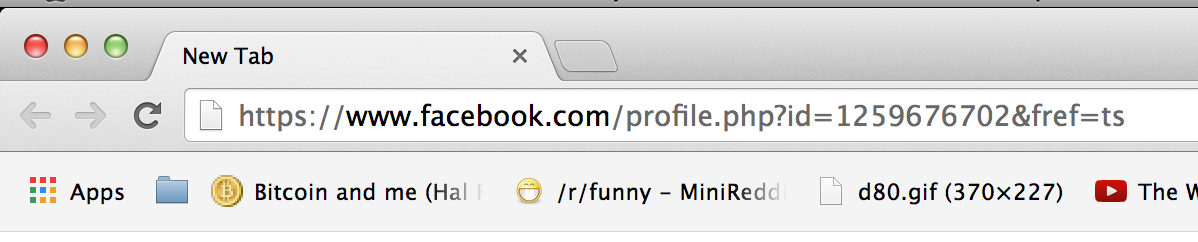 New Tab
https://www.facebook.com/profile.php?id=1259676702&fref=ts
Apps Bitcoin and me (Hal /r/funny - MiniReddi d80.gif (370×227) The